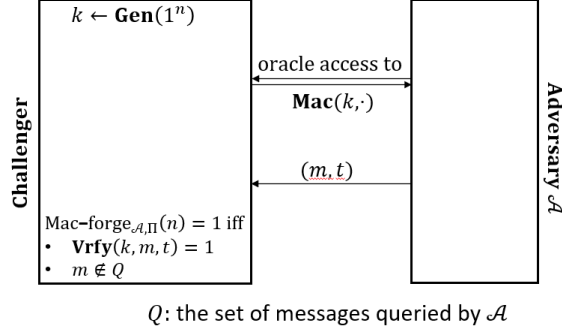 k ← Gen(1ⁿ)
oracle access to
Mac(k,·)
(m, t)
Challenger
Adversary 𝒜
Mac–forge_{𝒜,Π}(n) = 1 iff
• Vrfy(k, m, t) = 1
• m ∉ Q
Q: the set of messages queried by 𝒜